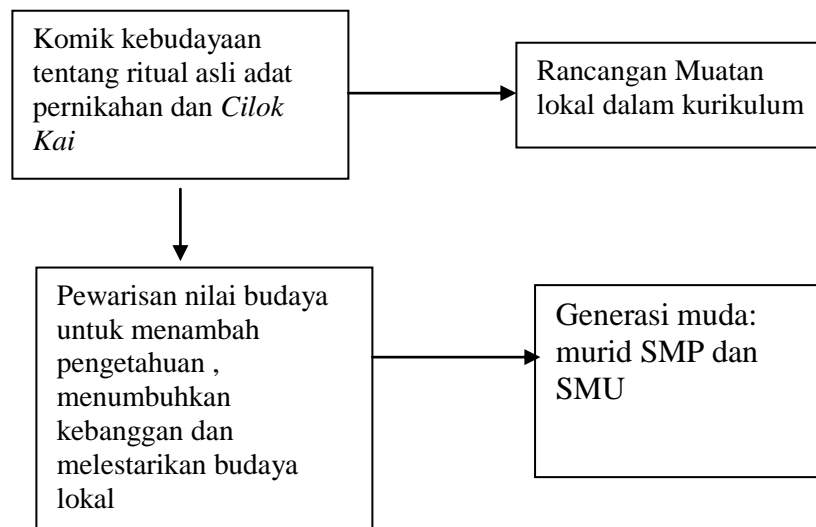 Komik kebudayaan
tentang ritual asli adat
pernikahan dan Cilok
Kai
Rancangan Muatan
lokal dalam kurikulum
Pewarisan nilai budaya
untuk menambah
pengetahuan ,
menumbuhkan
kebanggan dan
melestarikan budaya
lokal
Generasi muda:
murid SMP dan
SMU